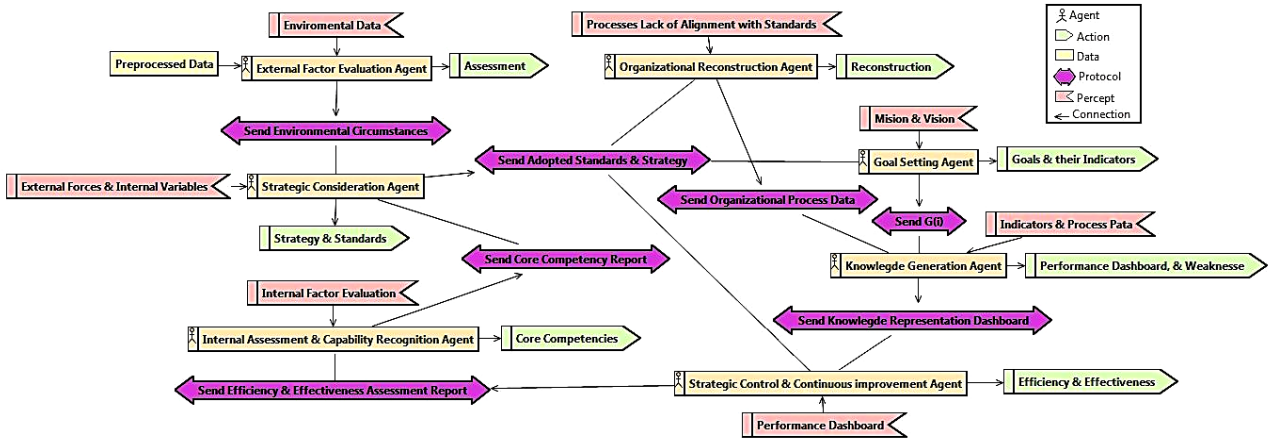 Enviromental Data
Processes Lack of Alignment with Standards
Agent
Action
Data
Protocol
Percept
Connection
Preprocessed Data
External Factor Evaluation Agent
Assessment
Organizational Reconstruction Agent
Reconstruction
Mision & Vision
Send Environmental Circumstances
Send Adopted Standards & Strategy
Goal Setting Agent
Goals & their Indicators
External Forces & Internal Variables
Strategic Consideration Agent
Send Organizational Process Data
Send G(i)
Indicators & Process Pata
Strategy & Standards
Send Core Competency Report
Knowlegde Generation Agent
Performance Dashboard, & Weaknesse
Internal Factor Evaluation
Send Knowlegde Representation Dashboard
Internal Assessment & Capability Recognition Agent
Core Competencies
Send Efficiency & Effectiveness Assessment Report
Strategic Control & Continuous improvement Agent
Efficiency & Effectiveness
Performance Dashboard